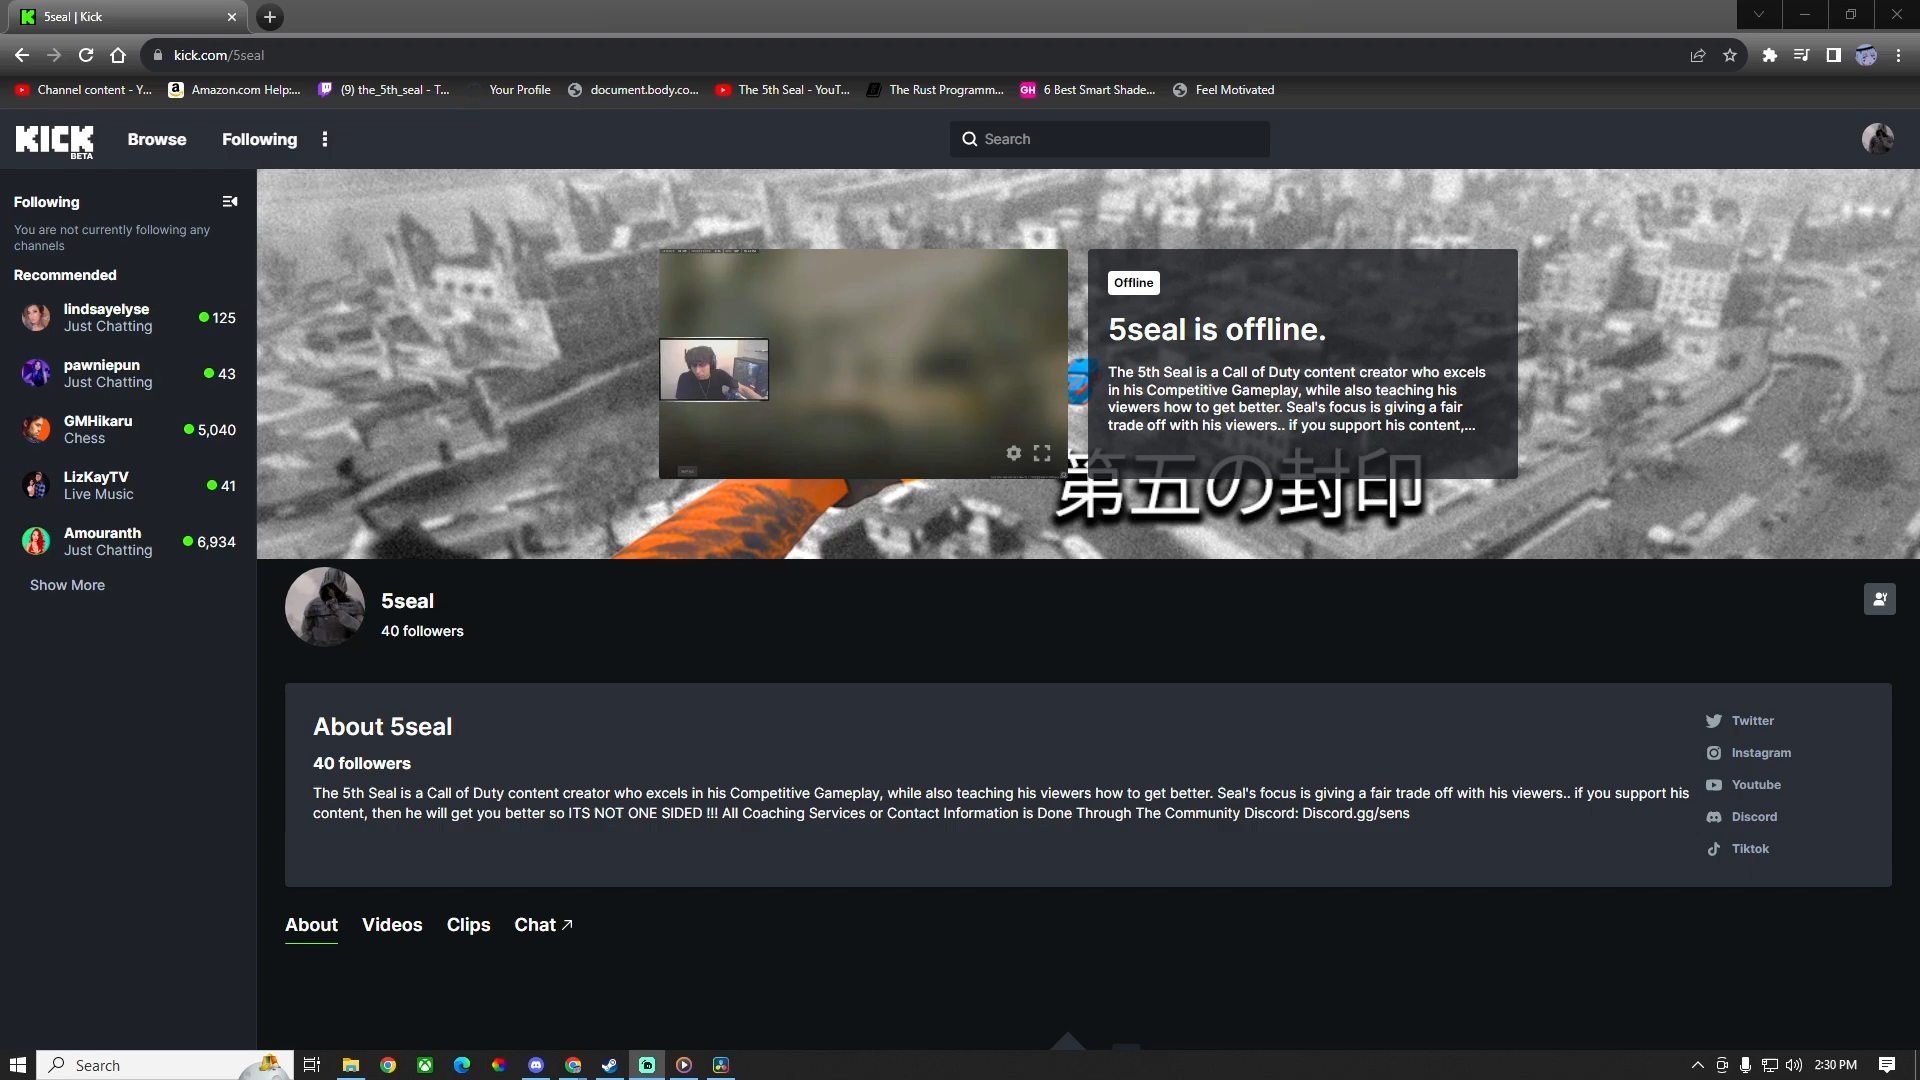 5seal | Kick
kick.com/5seal
Channel content - Y...
Amazon.com Help:...
(9) the_5th_seal - T...
Your Profile
document.body.co...
The 5th Seal - YouT...
The Rust Programm...
GH 6 Best Smart Shade...
Feel Motivated
KICK
BETA
Browse
Following
Search
Following
You are not currently following any
channels
Recommended
lindsayelyse
Just Chatting
125
pawniepun
Just Chatting
43
GMHikaru
Chess
5,040
LizKayTV
Live Music
41
Amouranth
Just Chatting
6,934
Show More
Offline
5seal is offline.
The 5th Seal is a Call of Duty content creator who excels
in his Competitive Gameplay, while also teaching his
viewers how to get better. Seal's focus is giving a fair
trade off with his viewers.. if you support his content,...
第五の封印
5seal
40 followers
About 5seal
40 followers
The 5th Seal is a Call of Duty content creator who excels in his Competitive Gameplay, while also teaching his viewers how to get better. Seal's focus is giving a fair trade off with his viewers.. if you support his
content, then he will get you better so ITS NOT ONE SIDED !!! All Coaching Services or Contact Information is Done Through The Community Discord: Discord.gg/sens
Twitter
Instagram
Youtube
Discord
Tiktok
About
Videos
Clips
Chat
Search
2:30 PM